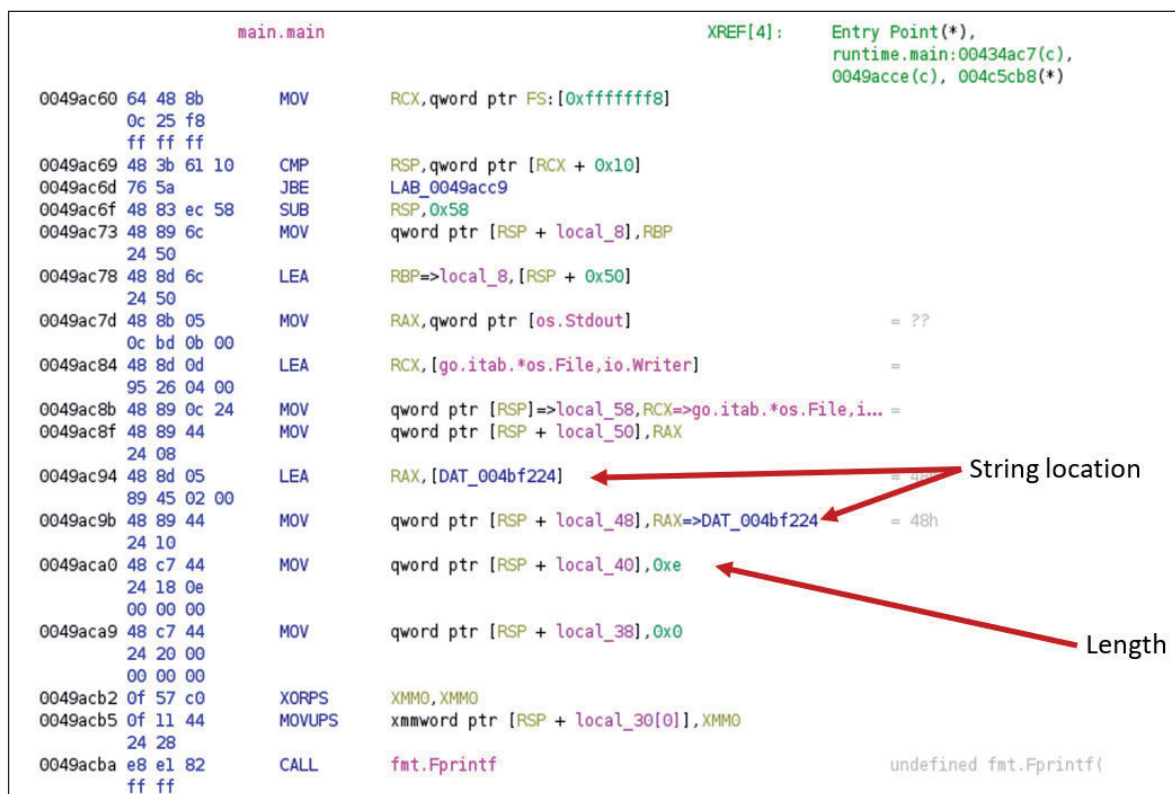 main.main XREF[4]: Entry Point(*),
runtime.main:00434ac7(c),
0049acce(c), 004c5cb8(*)
0049ac60 64 48 8b MOV RCX,qword ptr FS:[0xfffffff8]
0c 25 f8
ff ff ff
0049ac69 48 3b 61 10 CMP RSP,qword ptr [RCX + 0x10]
0049ac6d 76 5a JBE LAB_0049acc9
0049ac6f 48 83 ec 58 SUB RSP,0x58
0049ac73 48 89 6c MOV qword ptr [RSP + local_8],RBP
24 50
0049ac78 48 8d 6c LEA RBP=>local_8,[RSP + 0x50]
24 50
0049ac7d 48 8b 05 MOV RAX,qword ptr [os.Stdout] = ??
0c bd 0b 00
0049ac84 48 8d 0d LEA RCX,[go.itab.*os.File,io.Writer] =
95 26 04 00
0049ac8b 48 89 0c 24 MOV qword ptr [RSP]=>local_58,RCX=>go.itab.*os.File,i... =
0049ac8f 48 89 44 MOV qword ptr [RSP + local_50],RAX
24 08
0049ac94 48 8d 05 LEA RAX,[DAT_004bf224] String location
89 45 02 00
0049ac9b 48 89 44 MOV qword ptr [RSP + local_48],RAX=>DAT_004bf224 = 48h
24 10
0049aca0 48 c7 44 MOV qword ptr [RSP + local_40],0xe
24 18 0e
00 00 00
0049aca9 48 c7 44 MOV qword ptr [RSP + local_38],0x0
24 20 00 Length
00 00 00
0049acb2 0f 57 c0 XORPS XMM0,XMM0
0049acb5 0f 11 44 MOVUPS xmmword ptr [RSP + local_30[0]],XMM0
24 28
0049acba e8 e1 82 CALL fmt.Fprintf undefined fmt.Fprintf(
ff ff